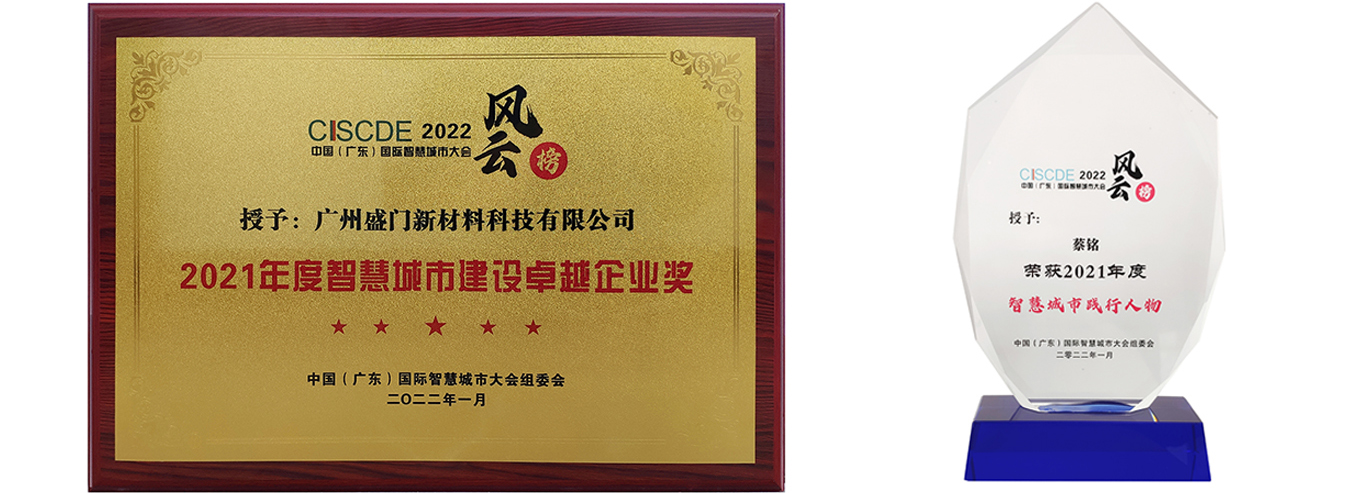 CISCDE 2022
中国（广东）国际智慧城市大会
风云榜
授予：广州盛门新材料科技有限公司
2021年度智慧城市建设卓越企业奖
中国（广东）国际智慧城市大会组委会
二〇二二年一月
CISCDE 2022
中国（广东）国际智慧城市大会
风云榜
授予:
蔡铭
荣获2021年度
智慧城市践行人物
中国（广东）国际智慧城市大会组委会
二零二二年一月